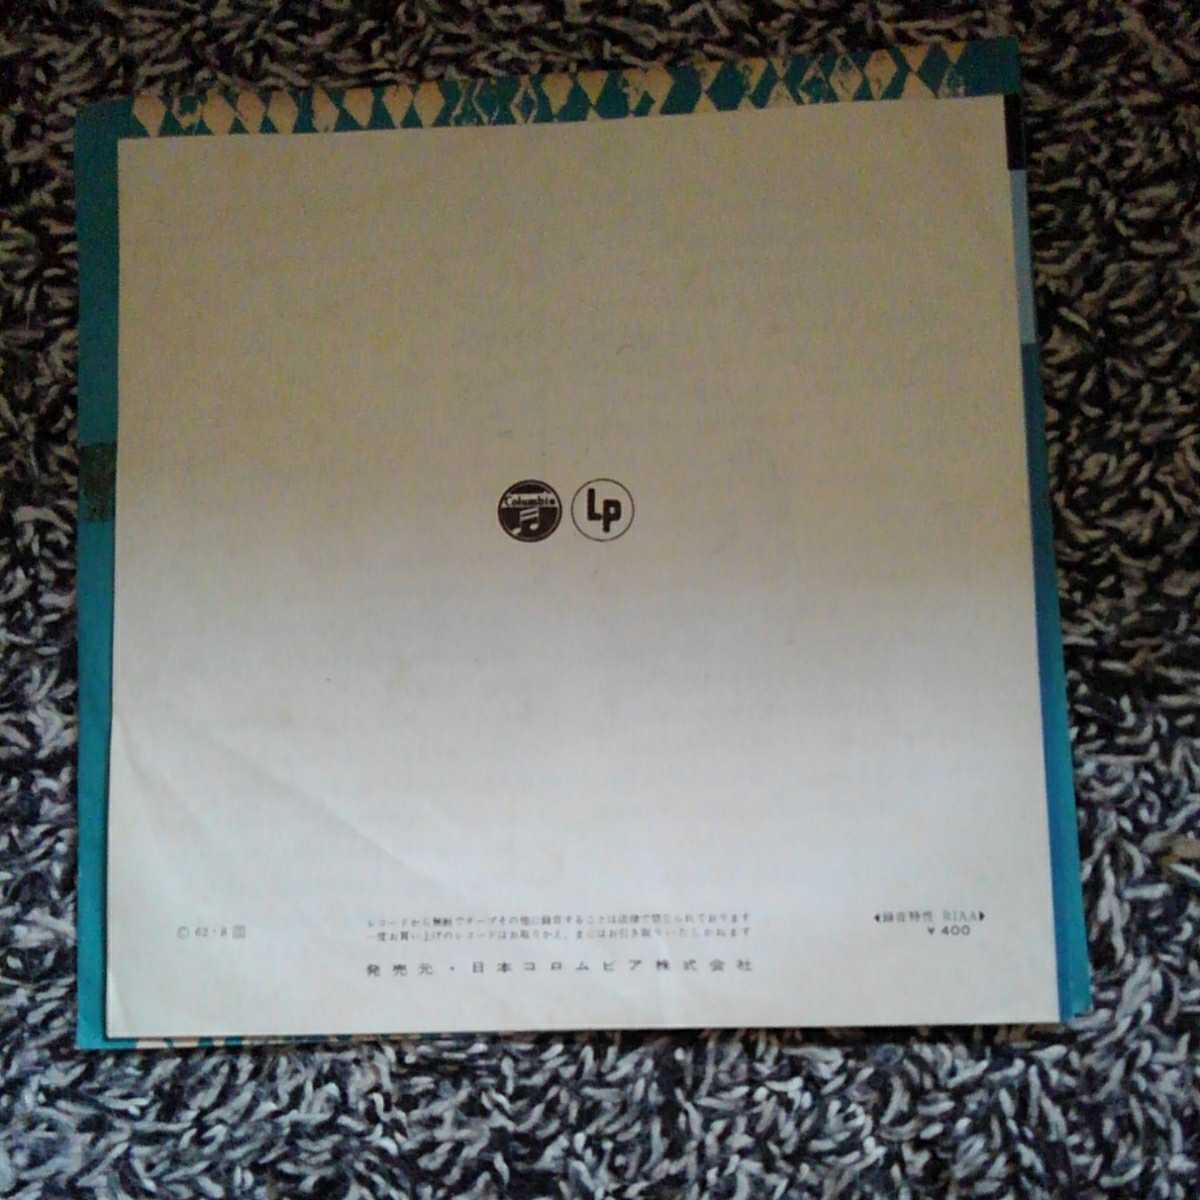 Columbia
LP
レコードから無断でテープその他に録音することは法律で禁じられております
一度お買い上げのレコードはお取りかえ、またはお引き取りいたしかねます
発売元・日本コロムビア株式会社
Ⓒ 62・8
◀録音特性 RIAA▶
¥400